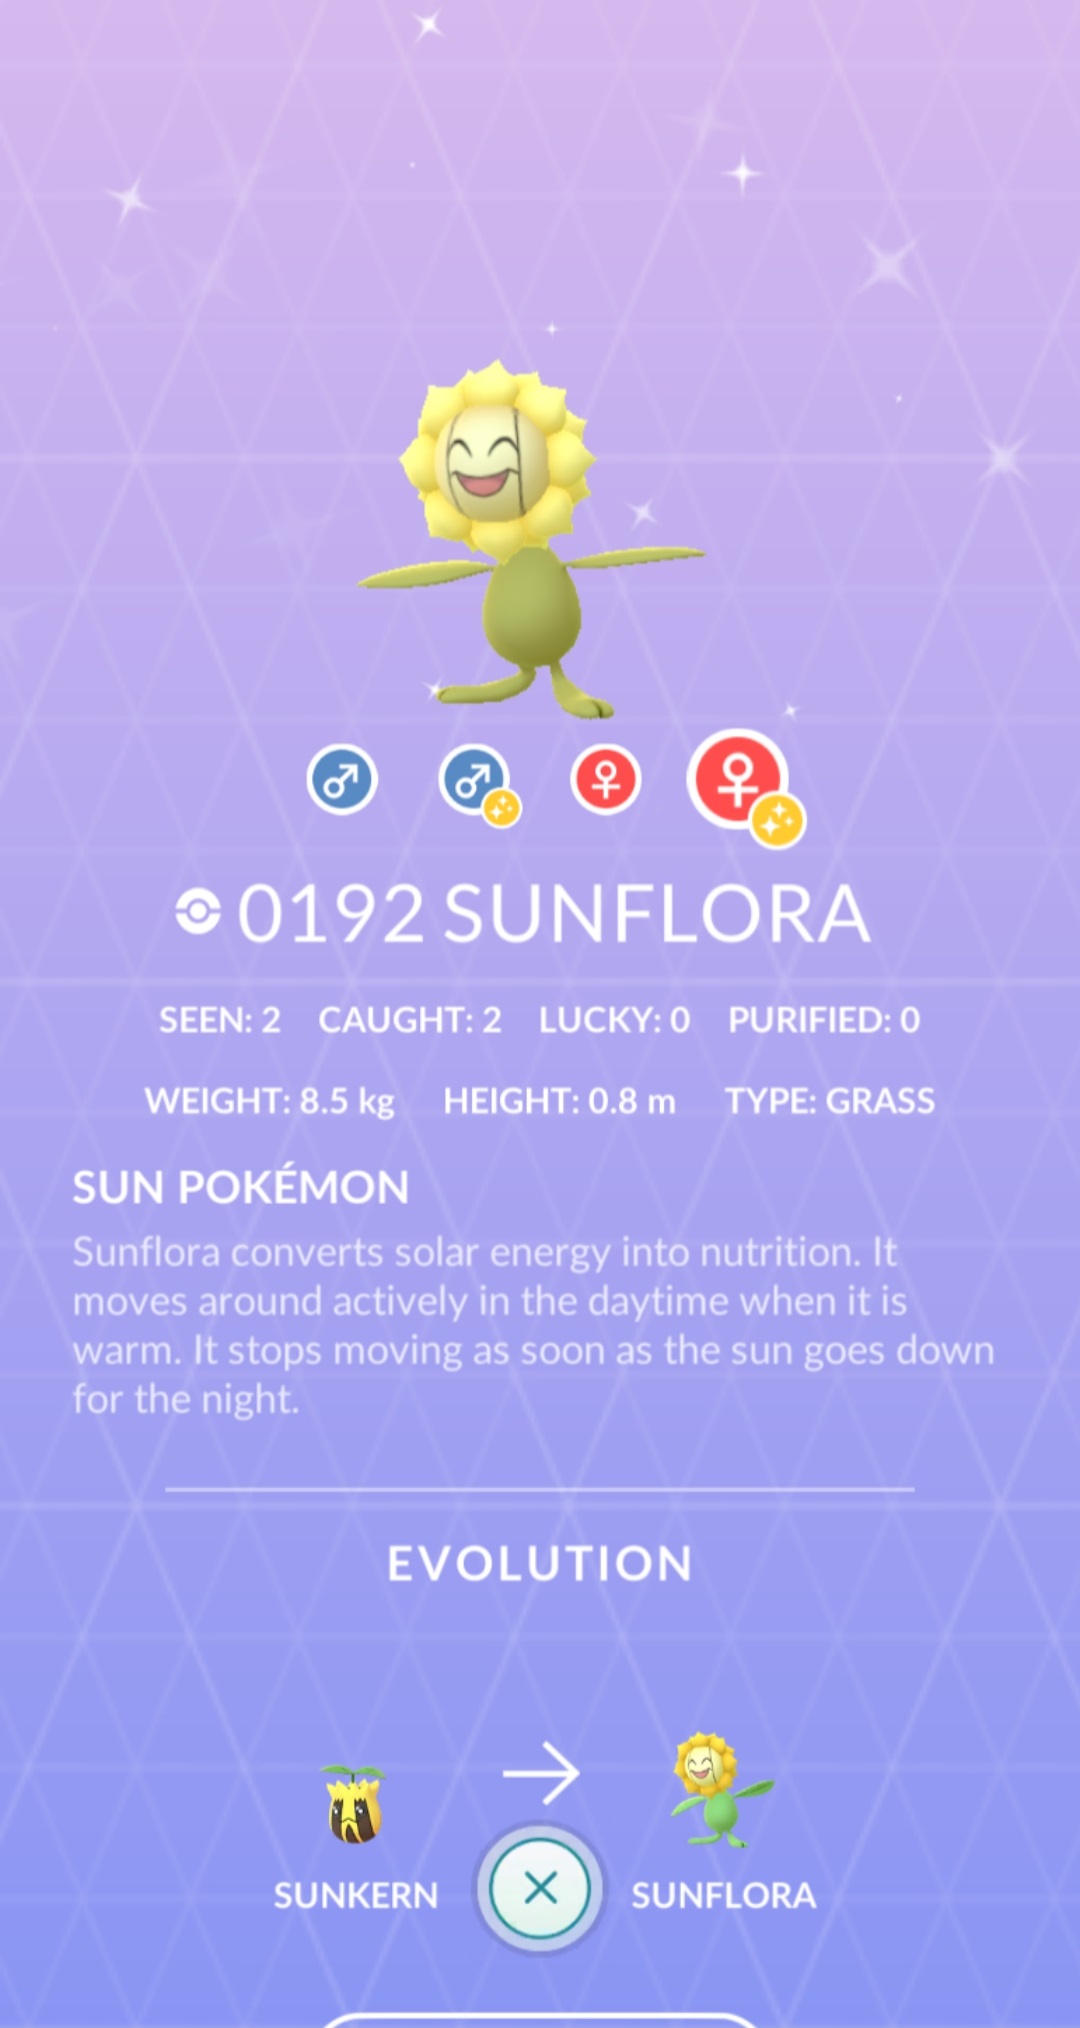 0192 SUNFLORA
SEEN: 2 CAUGHT: 2 LUCKY: 0 PURIFIED: 0
WEIGHT: 8.5 kg HEIGHT: 0.8 m TYPE: GRASS
SUN POKÉMON
Sunflora converts solar energy into nutrition. It
moves around actively in the daytime when it is
warm. It stops moving as soon as the sun goes down
for the night.
EVOLUTION
SUNKERN SUNFLORA